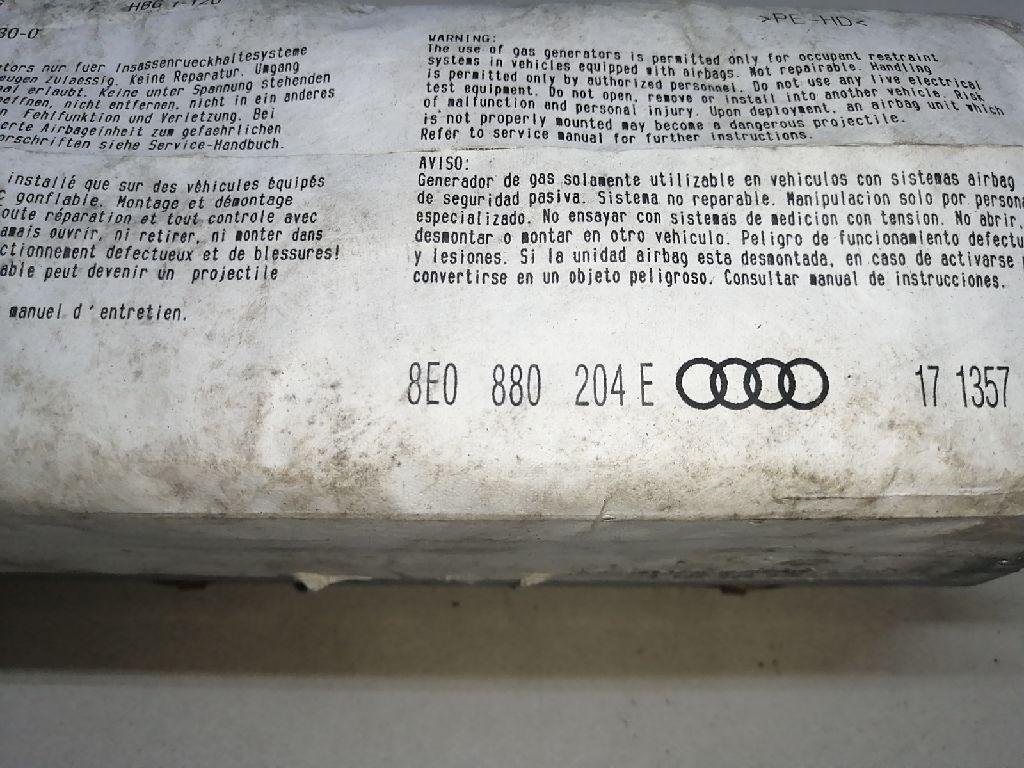 HBG 1-120
>PE-HD<
30-0
tors nur fuer Insassenrueckhaltesysteme
eugen zulaessig. Keine Reparatur. Umgang
al erlaubt. Keine unter Spannung stehenden
effnen, nicht entfernen, nicht in ein anderes
n Fehlfunktion und Verletzung. Bei
erte Airbageinheit zum gefaehrlichen
orschriften siehe Service-Handbuch.
WARNING:
The use of gas generators is permitted only for occupant restraint
systems in vehicles equipped with airbags. Not repairable. Handling
is permitted only by authorized personnel. Do not use any live electrical
test equipment. Do not open, remove or install into another vehicle. Risk
of malfunction and personal injury. Upon deployment, an airbag unit which
is not properly mounted may become a dangerous projectile.
Refer to service manual for further instructions.
installé que sur des véhicules équipés
gonflable. Montage et démontage
oute réparation et tout controle avec
amais ouvrir, ni retirer, ni monter dans
ctionnement defectueux et de blessures!
able peut devenir un projectile
manuel d'entretien.
AVISO:
Generador de gas solamente utilizable en vehiculos con sistemas airbag
de seguridad pasiva. Sistema no reparable. Manipulacion solo por persona
especializado. No ensayar con sistemas de medicion con tension. No abrir,
desmontar o montar en otro vehiculo. Peligro de funcionamiento defectu
y lesiones. Si la unidad airbag esta desmontada, en caso de activarse
convertirse en un objeto peligroso. Consultar manual de instrucciones.
8E0 880 204 E 17 1357